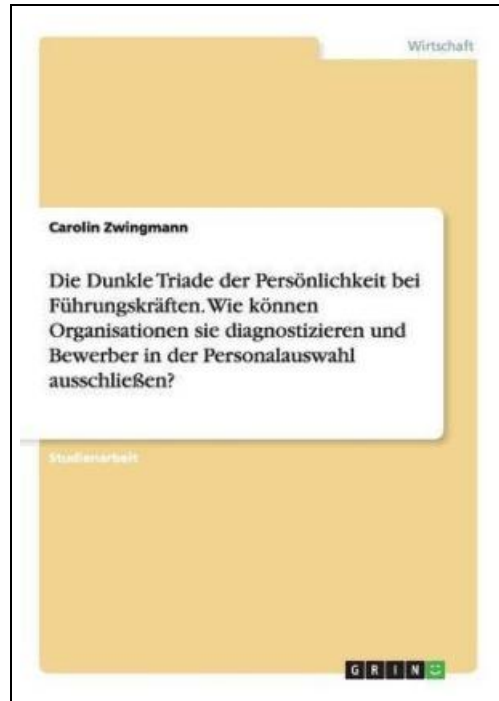 Wirtschaft
Carolin Zwingmann
Die Dunkle Triade der Persönlichkeit bei
Führungskräften. Wie können
Organisationen sie diagnostizieren und
Bewerber in der Personalauswahl
ausschließen?
Studienarbeit
GRIN